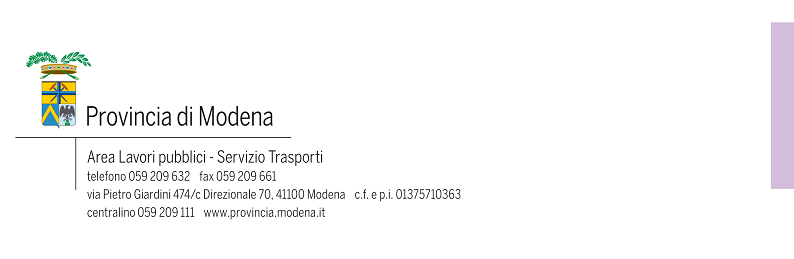 Provincia di Modena
Area Lavori pubblici - Servizio Trasporti
telefono 059 209 632 fax 059 209 661
via Pietro Giardini 474/c Direzionale 70, 41100 Modena c.f. e p.i. 01375710363
centralino 059 209 111 www.provincia.modena.it